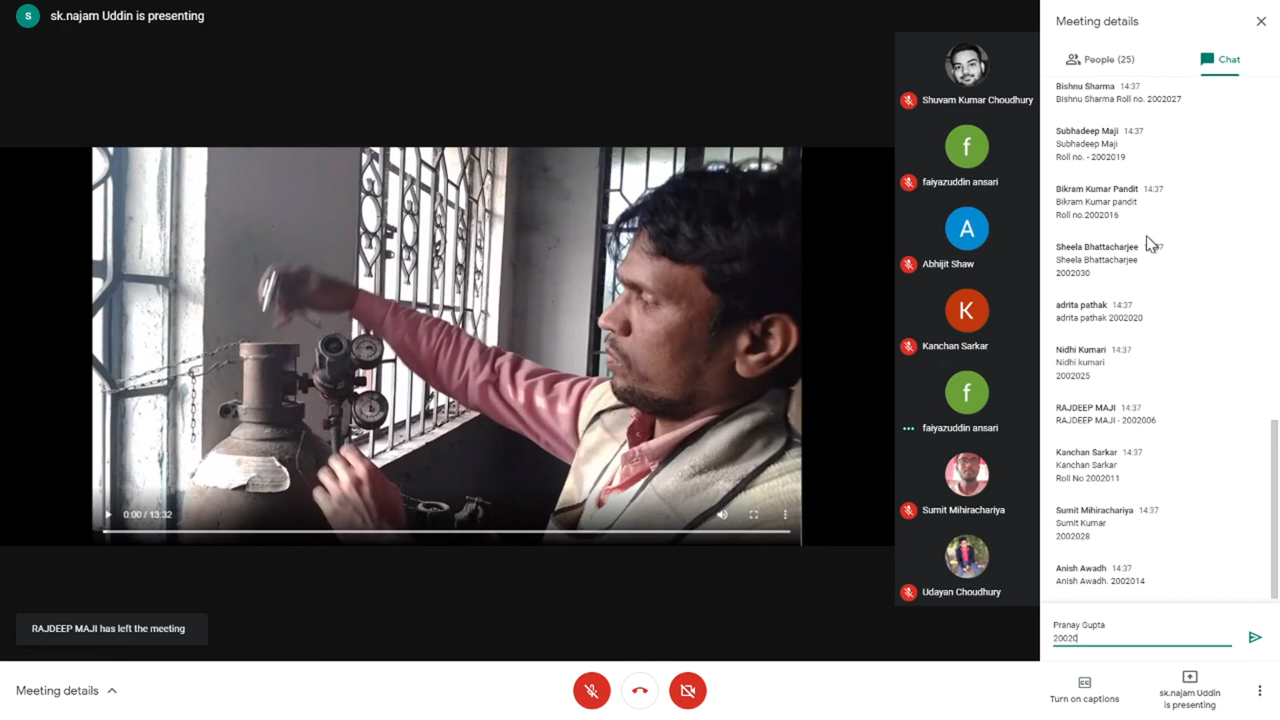 S sk.najam Uddin is presenting
0:00 / 13:32
RAJDEEP MAJI has left the meeting
Shuvam Kumar Choudhury
f
faiyazuddin ansari
A
Abhijit Shaw
K
Kanchan Sarkar
f
faiyazuddin ansari
Sumit Mihirachariya
Udayan Choudhury
Meeting details
People (25) Chat
Bishnu Sharma 14:37
Bishnu Sharma Roll no. 2002027
Subhadeep Maji 14:37
Subhadeep Maji
Roll no. - 2002019
Bikram Kumar Pandit 14:37
Bikram Kumar pandit
Roll no.2002016
Sheela Bhattacharjee
Sheela Bhattacharjee
2002030
adrita pathak 14:37
adrita pathak 2002020
Nidhi Kumari 14:37
Nidhi kumari
2002025
RAJDEEP MAJI 14:37
RAJDEEP MAJI - 2002006
Kanchan Sarkar 14:37
Kanchan Sarkar
Roll No 2002011
Sumit Mihirachariya 14:37
Sumit Kumar
2002028
Anish Awadh 14:37
Anish Awadh. 2002014
Pranay Gupta
20020
Meeting details
Turn on captions
sk.najam Uddin
is presenting